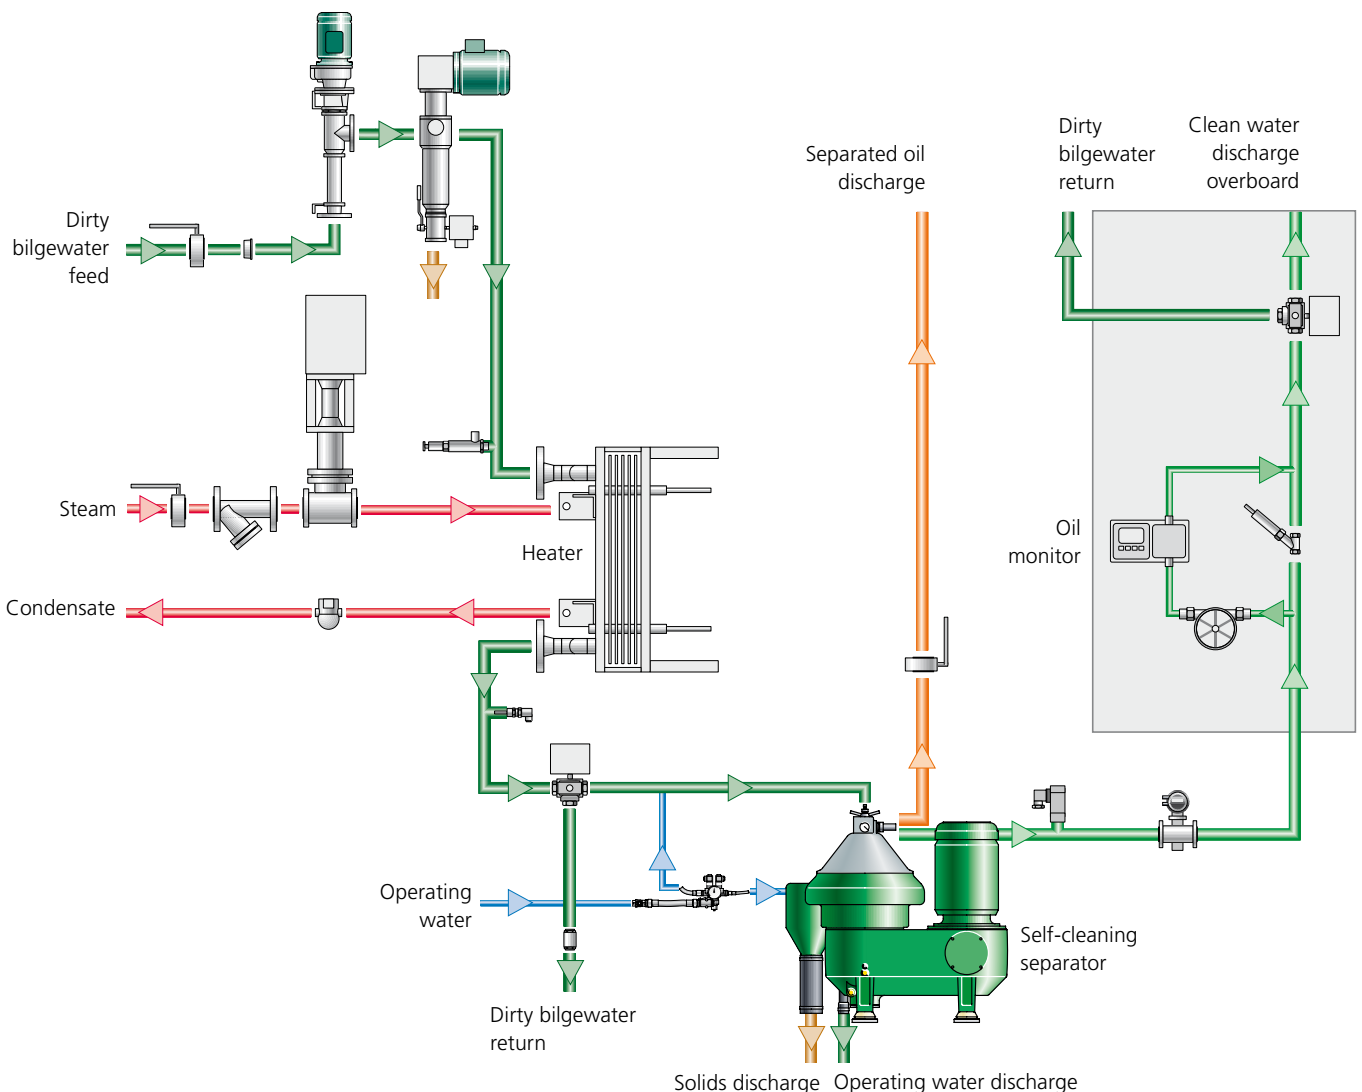 Dirty
bilgewater
feed
Separated oil
discharge
Dirty
bilgewater
return
Clean water
discharge
overboard
Steam
Heater
Oil
monitor
Condensate
Operating
water
Self-cleaning
separator
Dirty bilgewater
return
Solids discharge
Operating water discharge